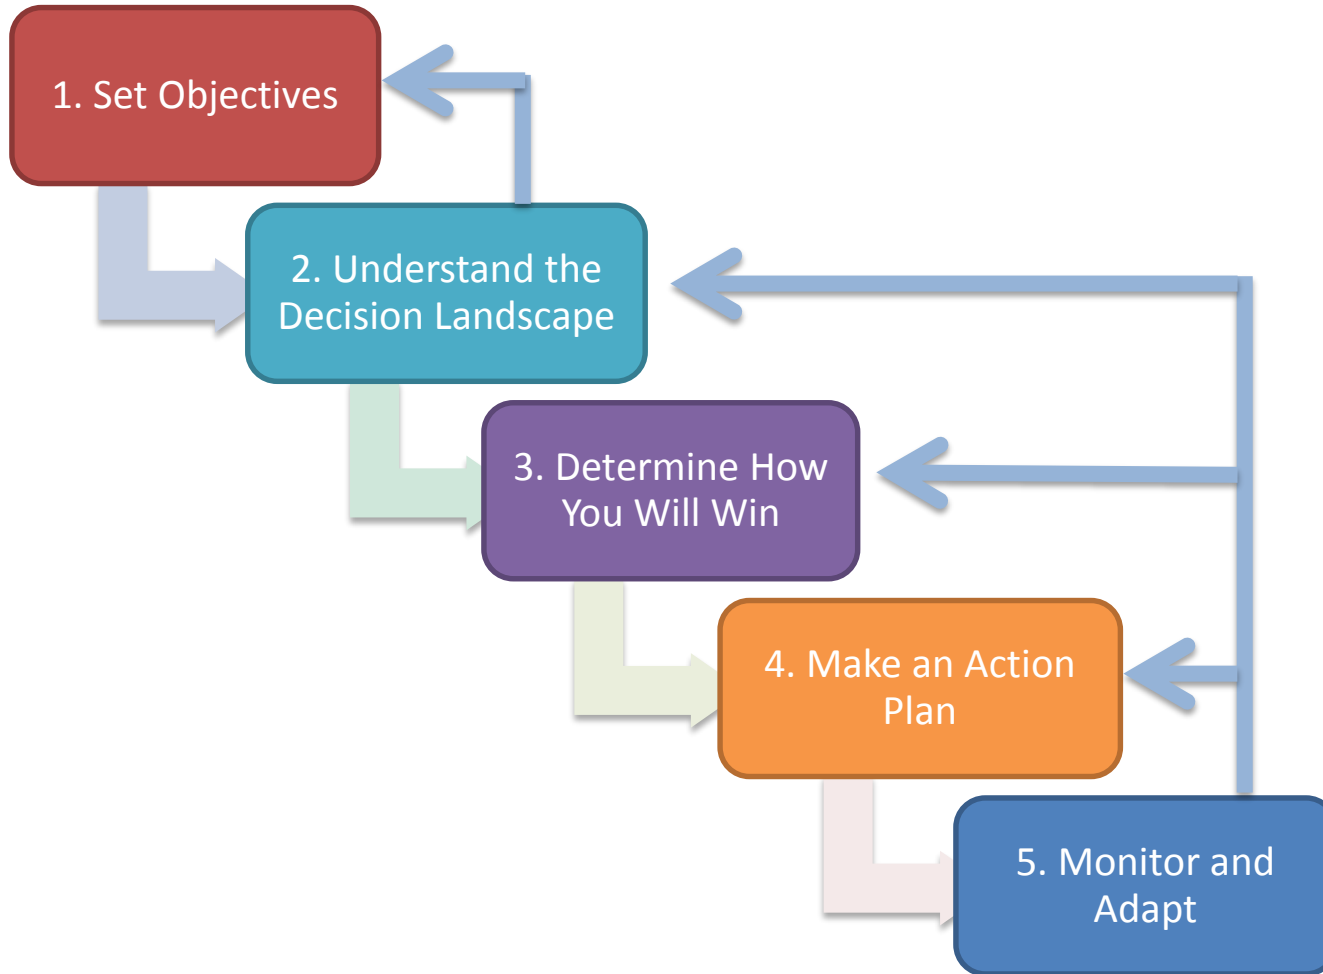 1. Set Objectives
2. Understand the
Decision Landscape
3. Determine How
You Will Win
4. Make an Action
Plan
5. Monitor and
Adapt